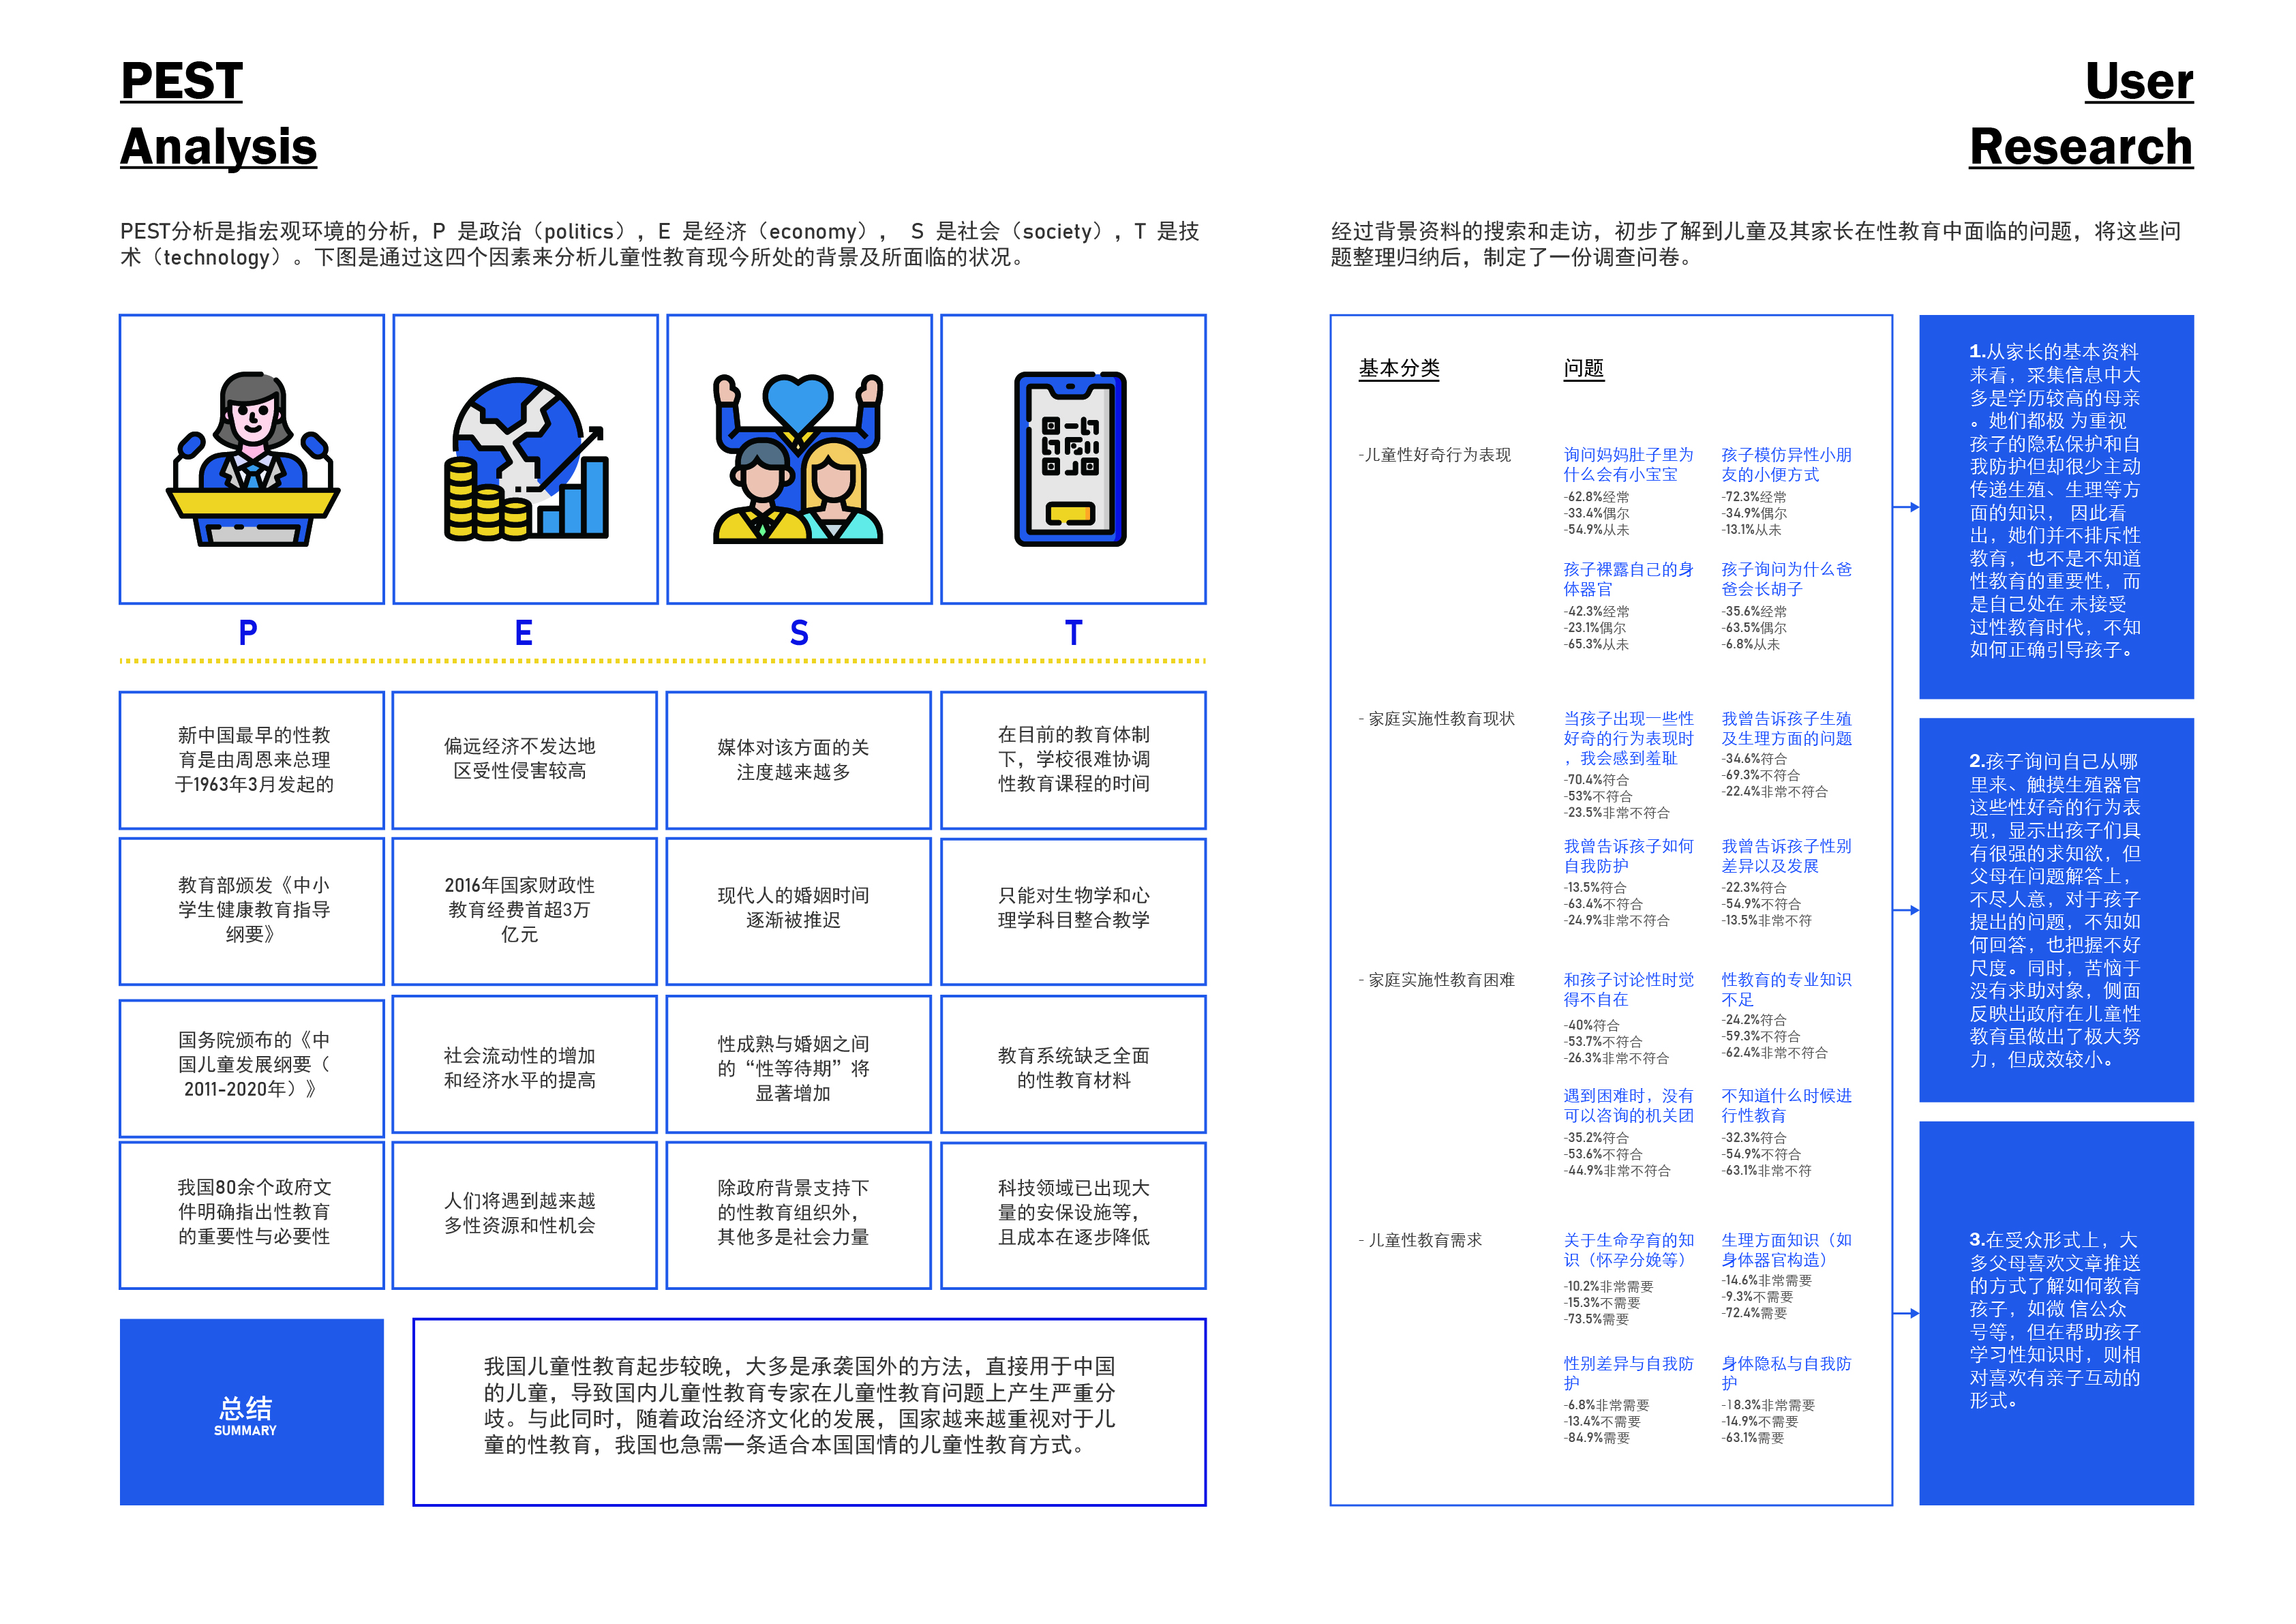 PEST
Analysis
PEST分析是指宏观环境的分析，P 是政治（politics），E 是经济（economy）， S 是社会（society），T 是技
术（technology）。下图是通过这四个因素来分析儿童性教育现今所处的背景及所面临的状况。
P
E
S
T
新中国最早的性教
育是由周恩来总理
于1963年3月发起的
偏远经济不发达地
区受性侵害较高
媒体对该方面的关
注度越来越多
在目前的教育体制
下，学校很难协调
性教育课程的时间
教育部颁发《中小
学生健康教育指导
纲要》
2016年国家财政性
教育经费首超3万
亿元
现代人的婚姻时间
逐渐被推迟
只能对生物学和心
理学科目整合教学
国务院颁布的《中
国儿童发展纲要（
2011-2020年）》
社会流动性的增加
和经济水平的提高
性成熟与婚姻之间
的“性等待期”将
显著增加
教育系统缺乏全面
的性教育材料
我国80余个政府文
件明确指出性教育
的重要性与必要性
人们将遇到越来越
多性资源和性机会
除政府背景支持下
的性教育组织外，
其他多是社会力量
科技领域已出现大
量的安保设施等，
且成本在逐步降低
总结
SUMMARY
我国儿童性教育起步较晚，大多是承袭国外的方法，直接用于中国
的儿童，导致国内儿童性教育专家在儿童性教育问题上产生严重分
歧。与此同时，随着政治经济文化的发展，国家越来越重视对于儿
童的性教育，我国也急需一条适合本国国情的儿童性教育方式。
User
Research
经过背景资料的搜索和走访，初步了解到儿童及其家长在性教育中面临的问题，将这些问
题整理归纳后，制定了一份调查问卷。
基本分类
问题
-儿童性好奇行为表现
询问妈妈肚子里为
什么会有小宝宝
-62.8%经常
-33.4%偶尔
-54.9%从未
孩子模仿异性小朋
友的小便方式
-72.3%经常
-34.9%偶尔
-13.1%从未
孩子裸露自己的身
体器官
-42.3%经常
-23.1%偶尔
-65.3%从未
孩子询问为什么爸
爸会长胡子
-35.6%经常
-63.5%偶尔
-6.8%从未
- 家庭实施性教育现状
当孩子出现一些性
好奇的行为表现时
，我会感到羞耻
-70.4%符合
-53%不符合
-23.5%非常不符合
我曾告诉孩子生殖
及生理方面的问题
-34.6%符合
-69.3%不符合
-22.4%非常不符合
我曾告诉孩子如何
自我防护
-13.5%符合
-63.4%不符合
-24.9%非常不符合
我曾告诉孩子性别
差异以及发展
-22.3%符合
-54.9%不符合
-13.5%非常不符
- 家庭实施性教育困难
和孩子讨论性时觉
得不自在
-40%符合
-53.7%不符合
-26.3%非常不符合
性教育的专业知识
不足
-24.2%符合
-59.3%不符合
-62.4%非常不符合
遇到困难时，没有
可以咨询的机关团
-35.2%符合
-53.6%不符合
-44.9%非常不符合
不知道什么时候进
行性教育
-32.3%符合
-54.9%不符合
-63.1%非常不符
- 儿童性教育需求
关于生命孕育的知
识（怀孕分娩等）
-10.2%非常需要
-15.3%不需要
-73.5%需要
生理方面知识（如
身体器官构造）
-14.6%非常需要
-9.3%不需要
-72.4%需要
性别差异与自我防
护
-6.8%非常需要
-13.4%不需要
-84.9%需要
身体隐私与自我防
护
-18.3%非常需要
-14.9%不需要
-63.1%需要
1.从家长的基本资料
来看，采集信息中大
多是学历较高的母亲
。她们都极 为重视
孩子的隐私保护和自
我防护但却很少主动
传递生殖、生理等方
面的知识， 因此看
出，她们并不排斥性
教育，也不是不知道
性教育的重要性，而
是自己处在 未接受
过性教育时代，不知
如何正确引导孩子。
2.孩子询问自己从哪
里来、触摸生殖器官
这些性好奇的行为表
现，显示出孩子们具
有很强的求知欲，但
父母在问题解答上，
不尽人意，对于孩子
提出的问题，不知如
何回答，也把握不好
尺度。同时，苦恼于
没有求助对象，侧面
反映出政府在儿童性
教育虽做出了极大努
力，但成效较小。
3.在受众形式上，大
多父母喜欢文章推送
的方式了解如何教育
孩子，如微 信公众
号等，但在帮助孩子
学习性知识时，则相
对喜欢有亲子互动的
形式。